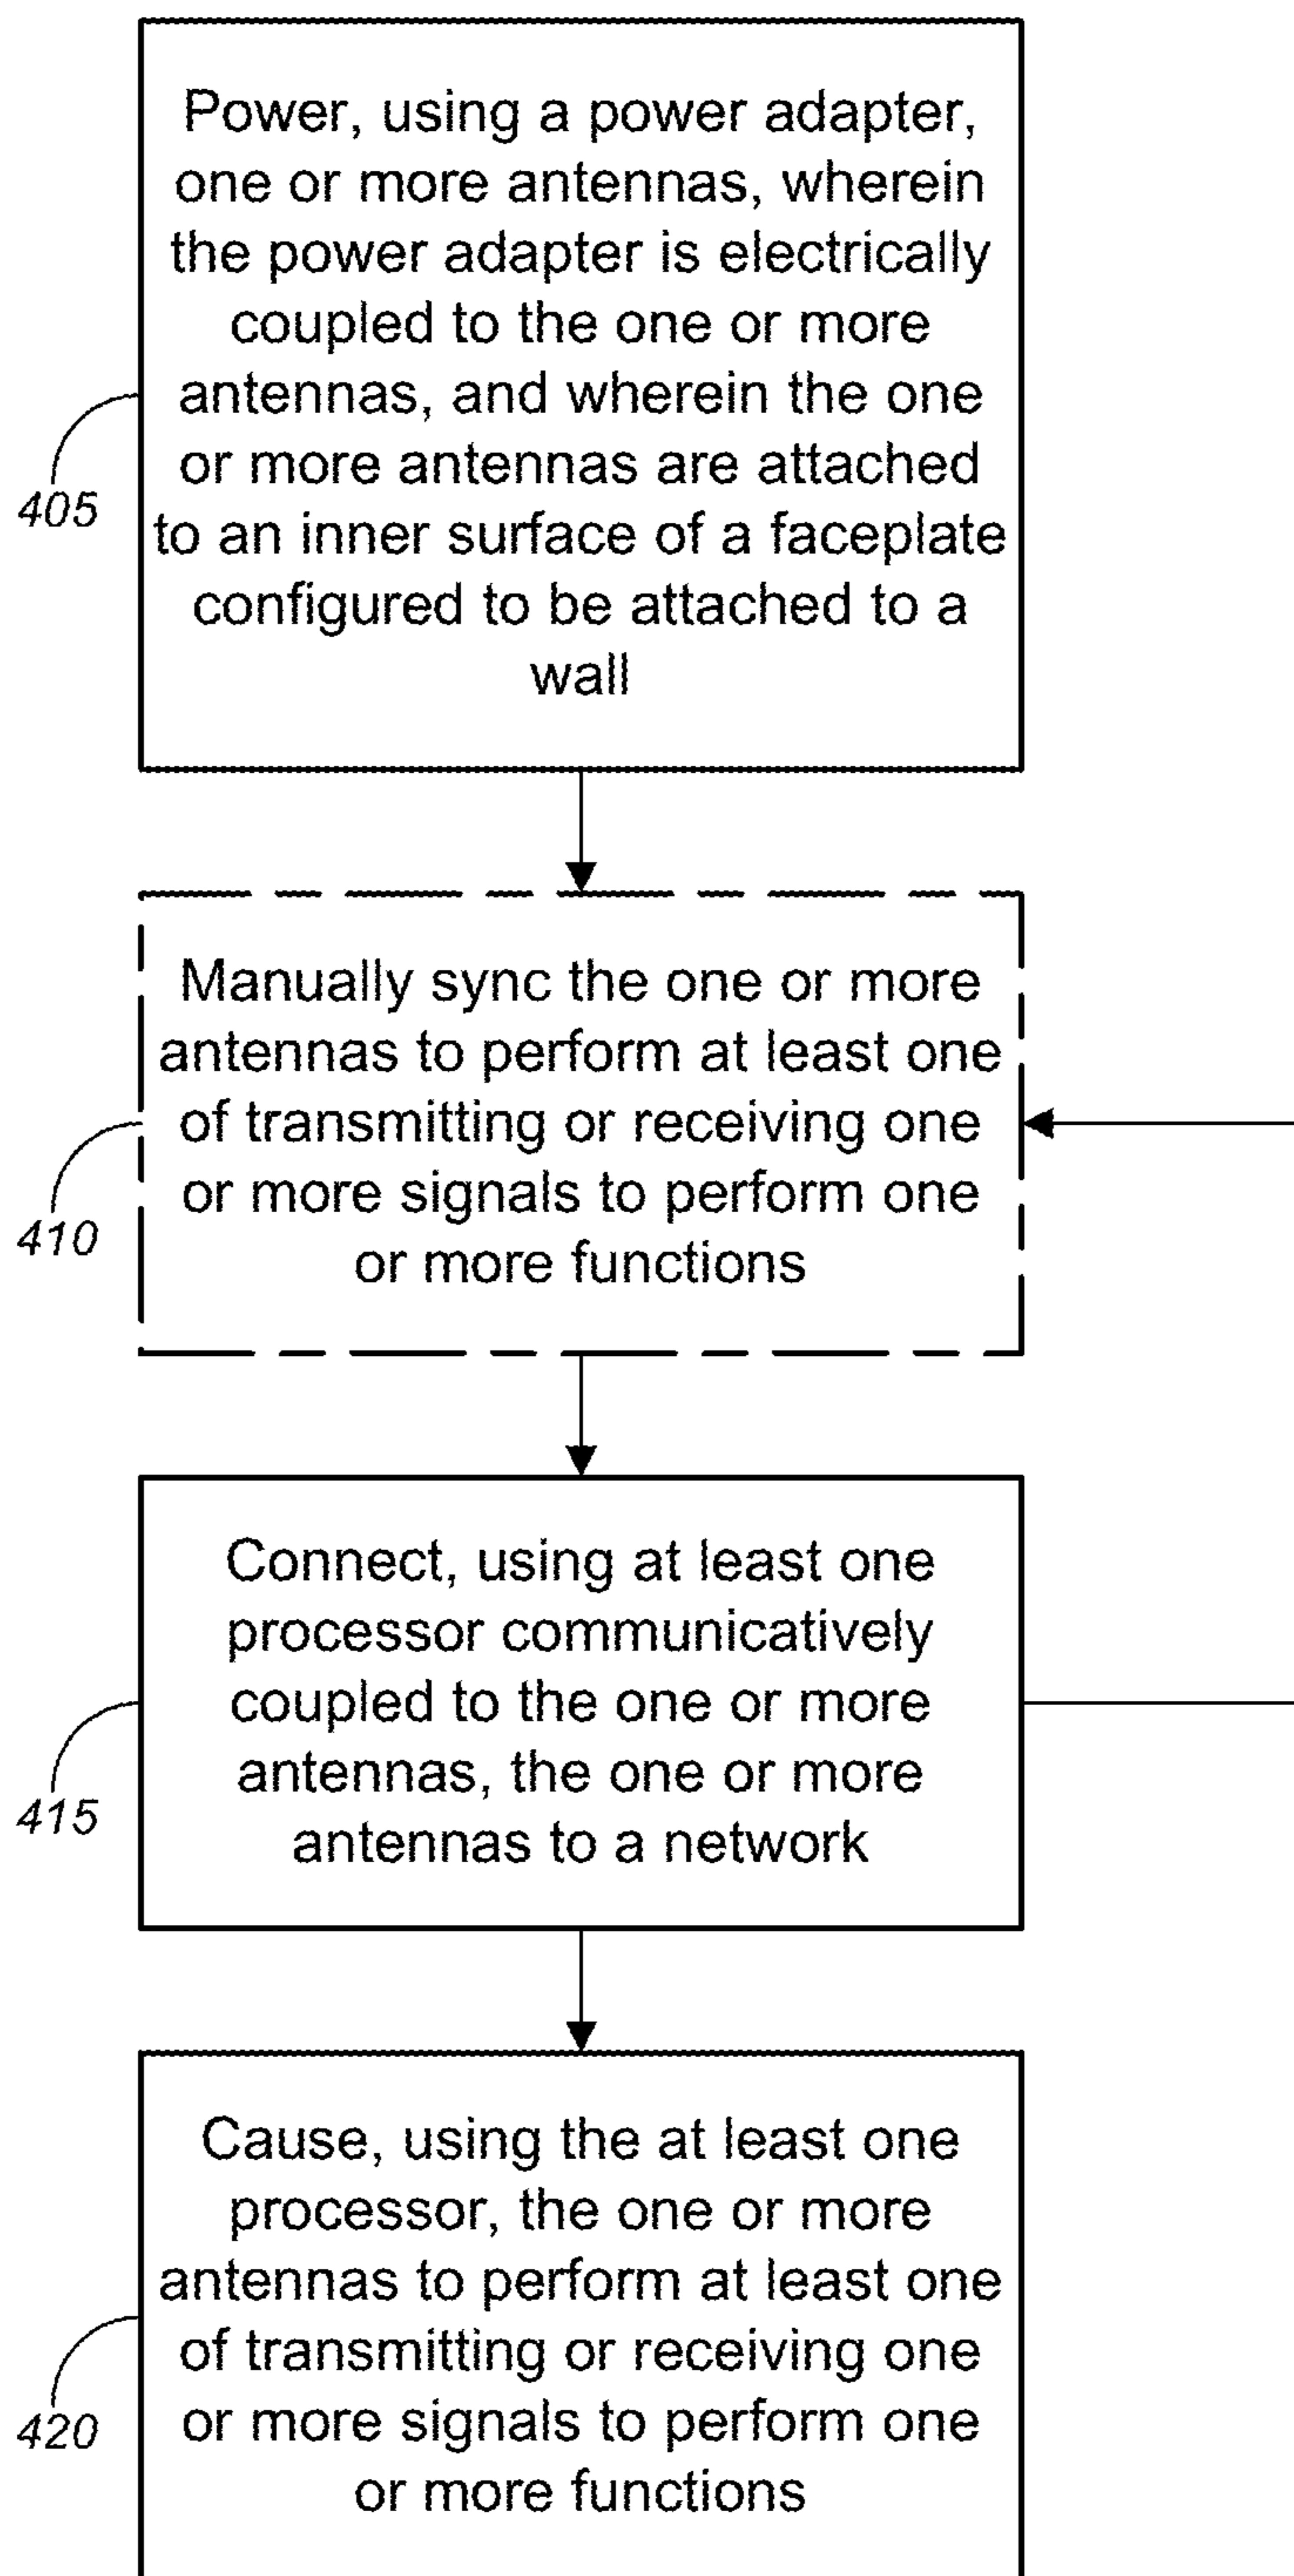 Power, using a power adapter,
one or more antennas, wherein
the power adapter is electrically
coupled to the one or more
antennas, and wherein the one
or more antennas are attached
to an inner surface of a faceplate
configured to be attached to a
wall
405
Manually sync the one or more
antennas to perform at least one
of transmitting or receiving one
or more signals to perform one
or more functions
410
Connect, using at least one
processor communicatively
coupled to the one or more
antennas, the one or more
antennas to a network
415
Cause, using the at least one
processor, the one or more
antennas to perform at least one
of transmitting or receiving one
or more signals to perform one
or more functions
420